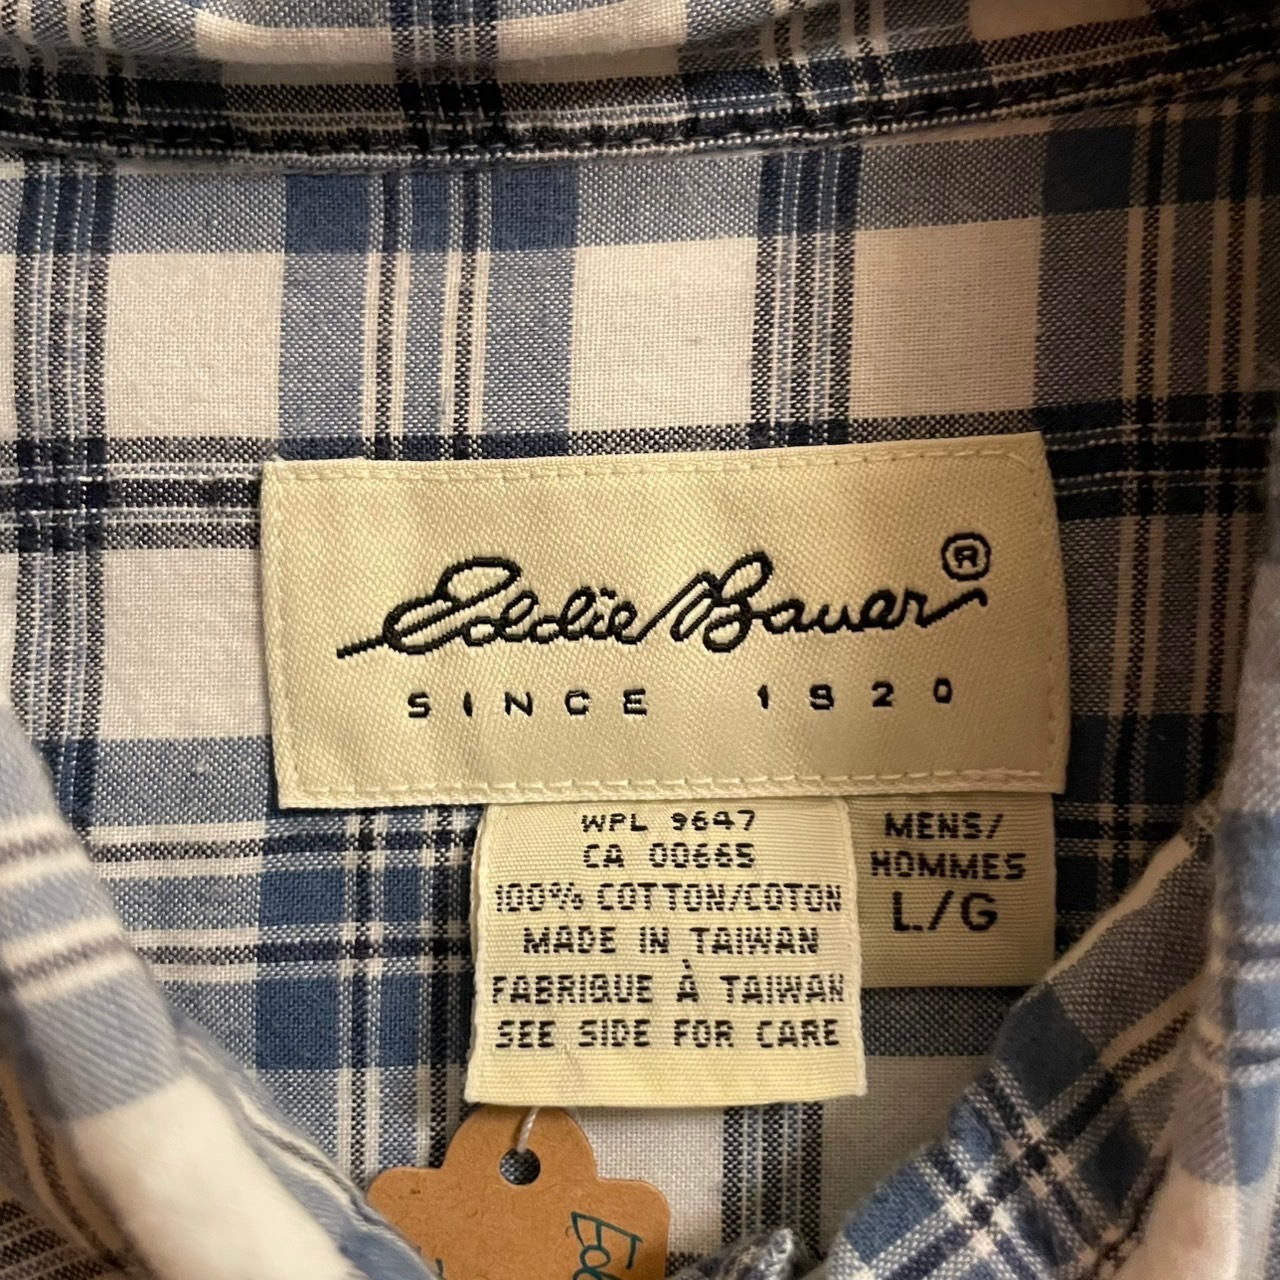 Eddie Bauer®
SINCE 1920
WPL 9647
CA 00665
100% COTTON/COTON
MADE IN TAIWAN
FABRIQUE À TAIWAN
SEE SIDE FOR CARE
MENS/
HOMMES
L/G